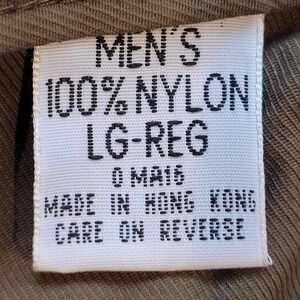 MEN'S
100% NYLON
LG-REG
0 MA16
MADE IN HONG KONG
CARE ON REVERSE